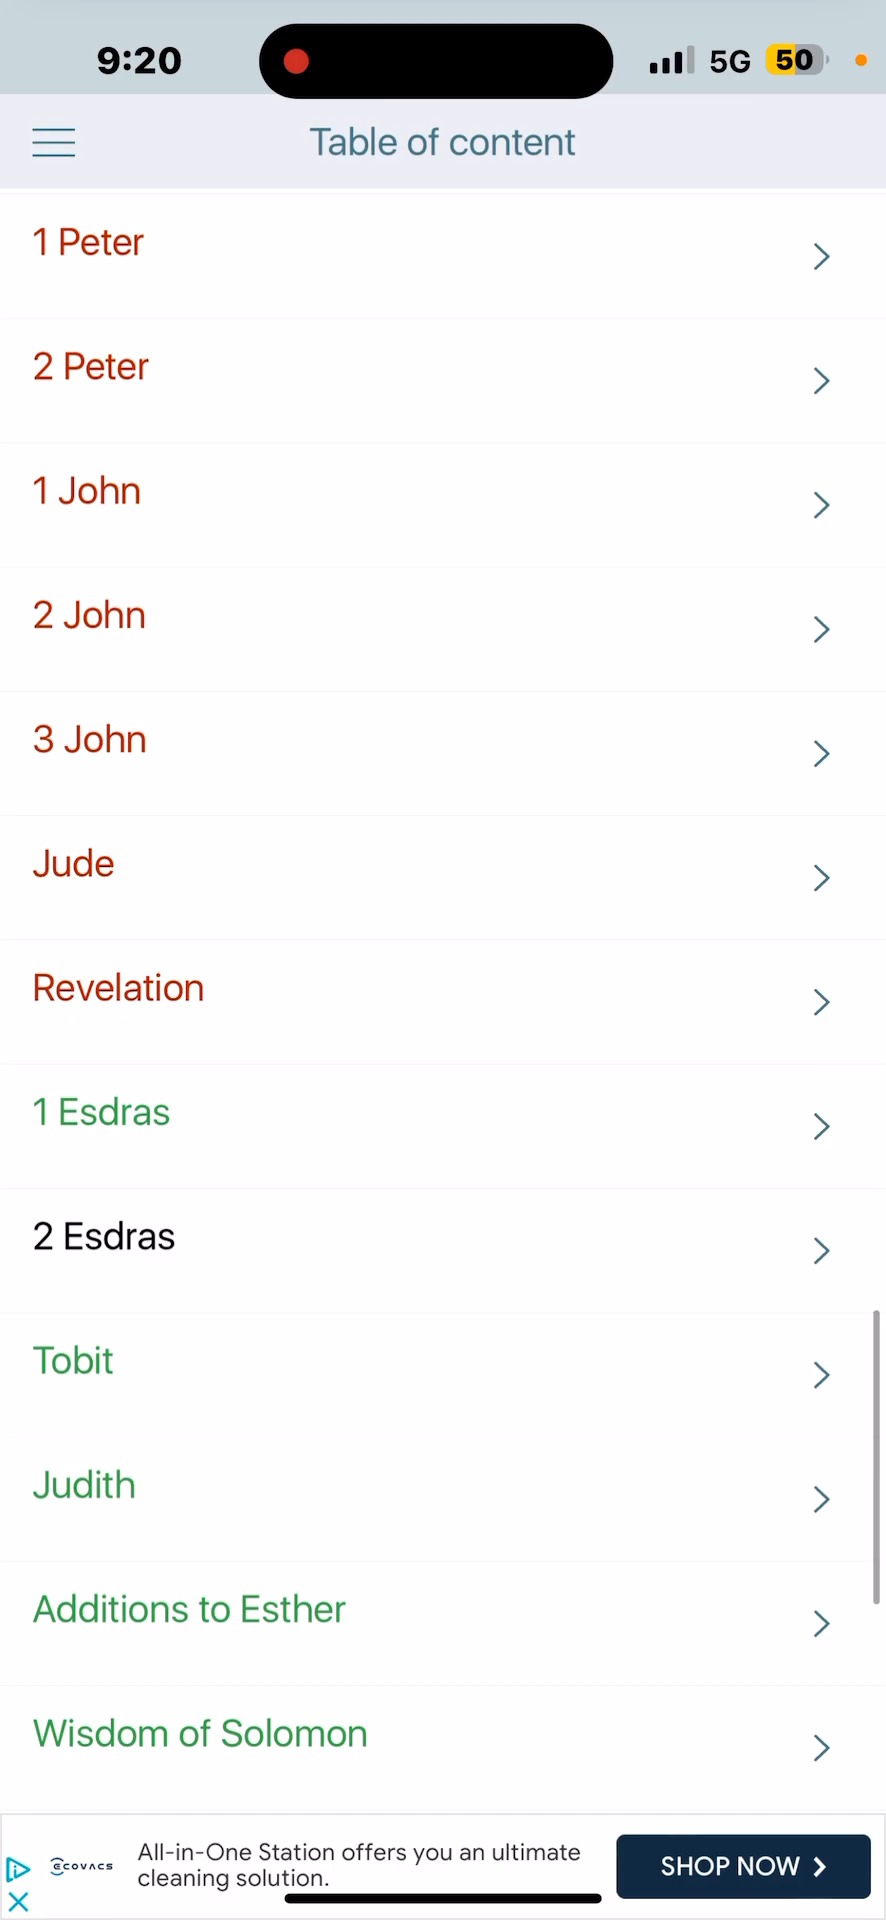 9:20
5G
50
Table of content
1 Peter
2 Peter
1 John
2 John
3 John
Jude
Revelation
1 Esdras
2 Esdras
Tobit
Judith
Additions to Esther
Wisdom of Solomon
ecovacs
All-in-One Station offers you an ultimate
cleaning solution.
SHOP NOW